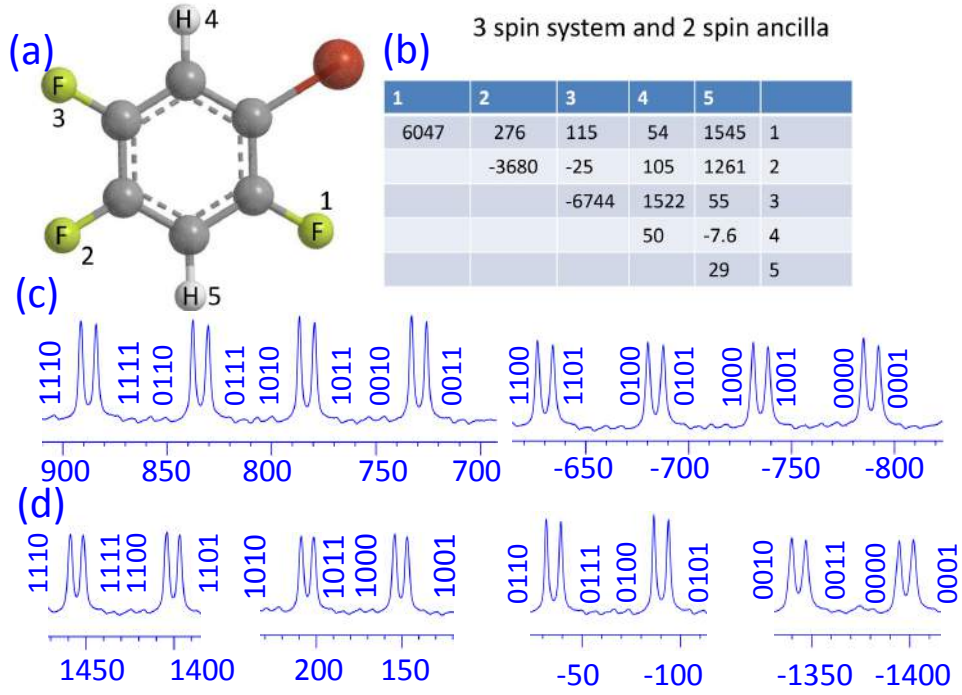 3 spin system and 2 spin ancilla
(a)
H 4
F
3
F
2
1
F
H 5
(b)
1 2 3 4 5
6047 276 115 54 1545 1
-3680 -25 105 1261 2
-6744 1522 55 3
50 -7.6 4
29 5
(c)
1110 1111 0110 0111 1010 1011 0010 0011 1100 1101 0100 0101 1000 1001 0000 0001
900 850 800 750 700 -650 -700 -750 -800
(d)
1110 1111 1100 1101 1010 1011 1000 1001 0110 0111 0100 0101 0010 0011 0000 0001
1450 1400 200 150 -50 -100 -1350 -1400